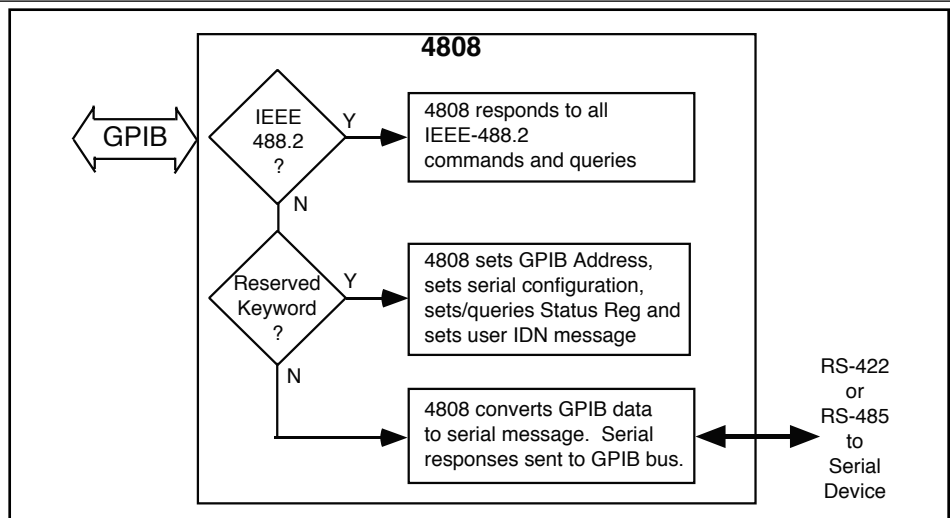 4808
GPIB
IEEE
488.2
?
Y
4808 responds to all
IEEE-488.2
commands and queries
N
Reserved
Keyword
?
Y
4808 sets GPIB Address,
sets serial configuration,
sets/queries Status Reg and
sets user IDN message
N
4808 converts GPIB data
to serial message. Serial
responses sent to GPIB bus.
RS-422
or
RS-485
to
Serial
Device